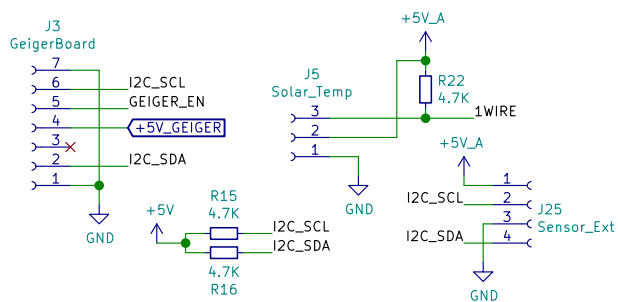 J3
GeigerBoard
7
6
I2C_SCL
5
GEIGER_EN
4
+5V_GEIGER
3
2
I2C_SDA
1
GND
+5V_A
J5
Solar_Temp
R22
4.7K
3
1WIRE
2
1
GND
+5V
R15
4.7K
I2C_SCL
I2C_SDA
4.7K
R16
+5V_A
1
I2C_SCL
2
J25
3
Sensor_Ext
I2C_SDA
4
GND